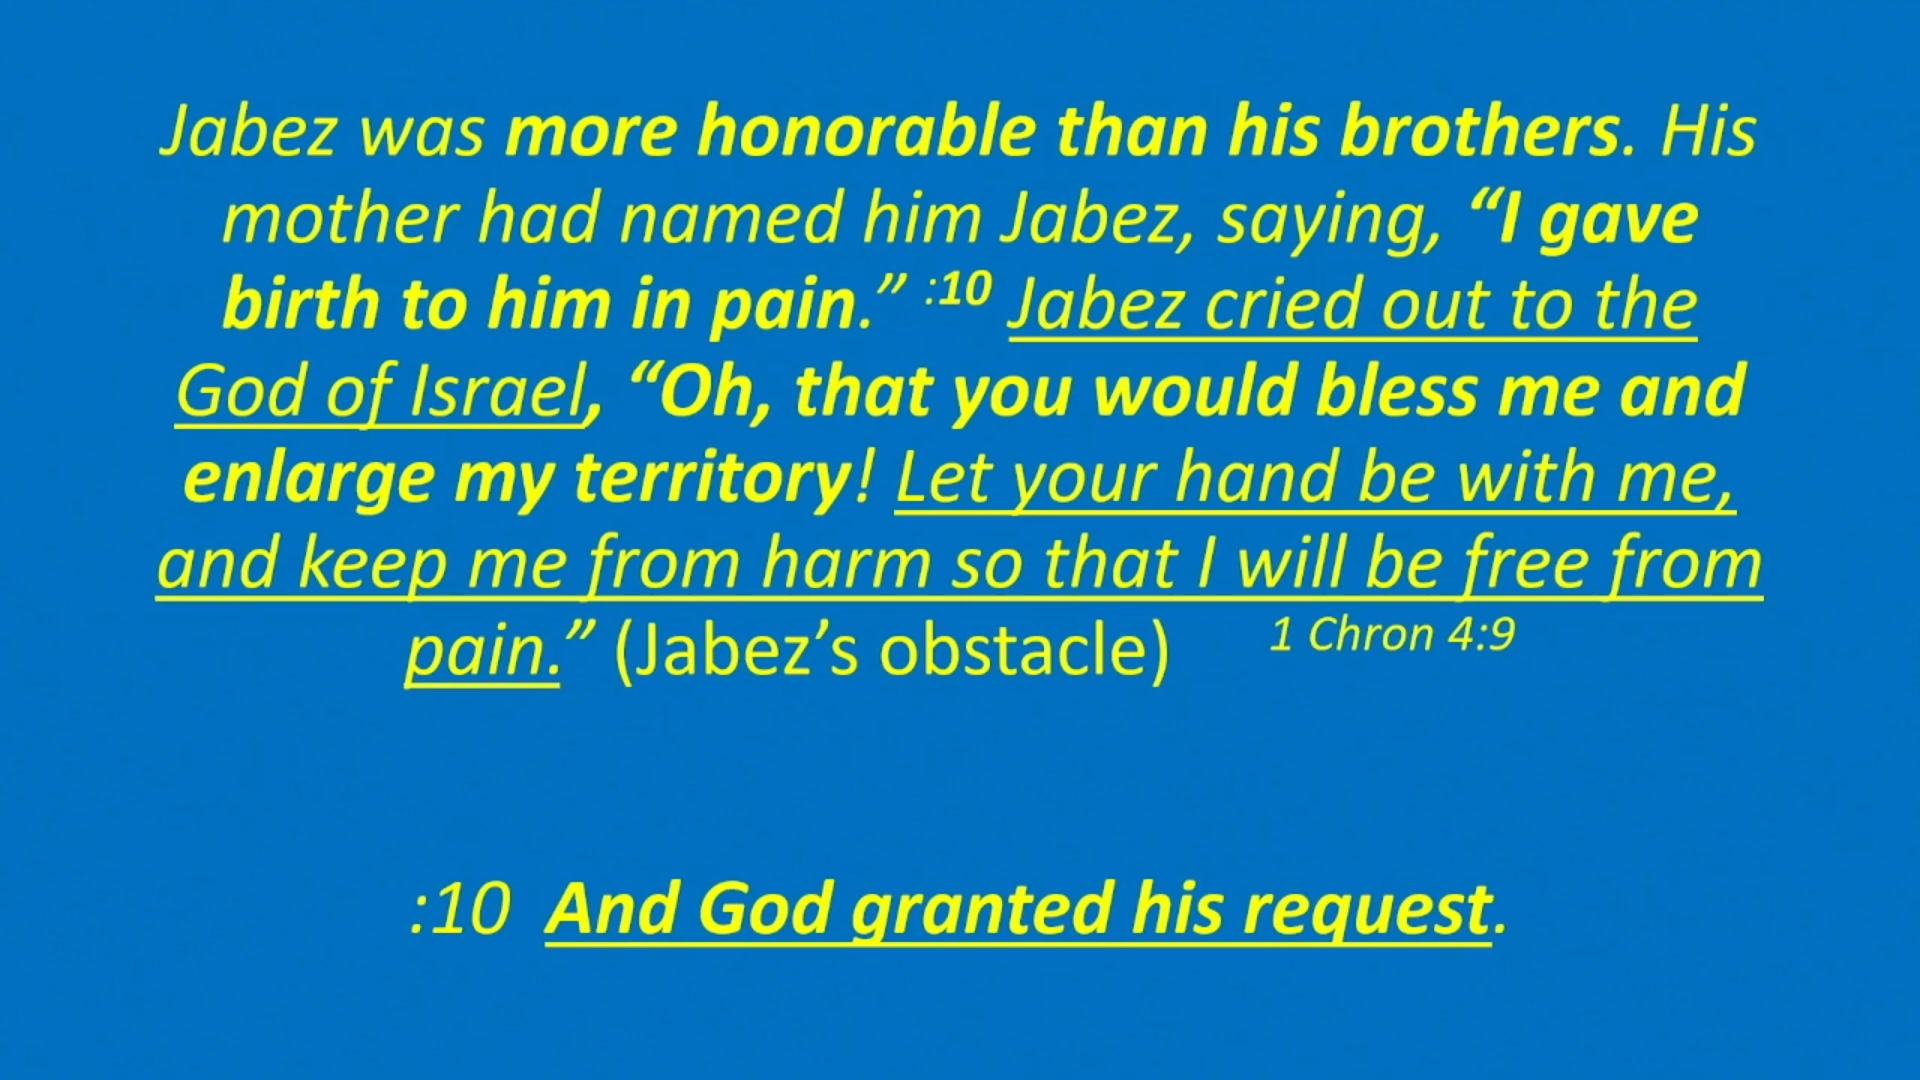 Jabez was more honorable than his brothers. His
mother had named him Jabez, saying, “I gave
birth to him in pain.” :10 Jabez cried out to the
God of Israel, “Oh, that you would bless me and
enlarge my territory! Let your hand be with me,
and keep me from harm so that I will be free from
pain.” (Jabez’s obstacle) 1 Chron 4:9
:10 And God granted his request.